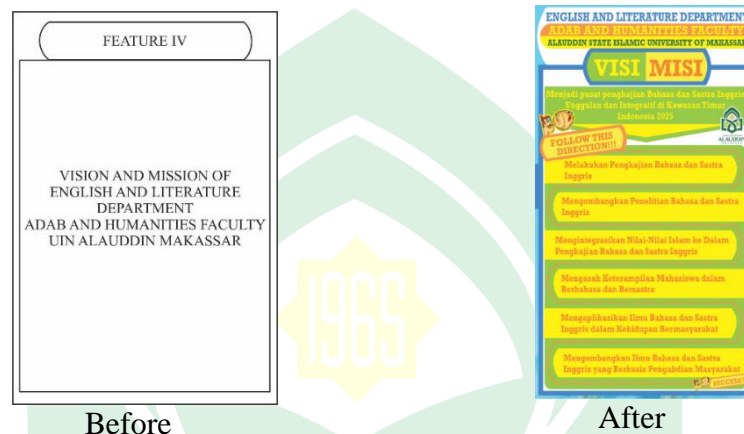 FEATURE IV
VISION AND MISSION OF
ENGLISH AND LITERATURE
DEPARTMENT
ADAB AND HUMANITIES FACULTY
UIN ALAUDDIN MAKASSAR
Before
1965
ENGLISH AND LITERATURE DEPARTMENT
ADAB AND HUMANITIES FACULTY
ALAUDDIN STATE ISLAMIC UNIVERSITY OF MAKASSAR
VISI MISI
Menjadi pusat pengkajian Bahasa dan Sastra Inggris
Unggulan dan Integratif di Kawasan Timur
Indonesia 2025
ALAUDDIN
FOLLOW THIS
DIRECTION!!!
Melakukan Pengkajian Bahasa dan Sastra
Inggris
Mengembangkan Penelitian Bahasa dan Sastra
Inggris
Mengintegrasikan Nilai-Nilai Islam ke Dalam
Pengkajian Bahasa dan Sastra Inggris
Mengasah Keterampilan Mahasiswa dalam
Berbahasa dan Bersastra
Mengaplikasikan Ilmu Bahasa dan Sastra
Inggris dalam Kehidupan Bermasyarakat
Mengembangkan Ilmu Bahasa dan Sastra
Inggris yang Berbasis Pengabdian Masyarakat
After